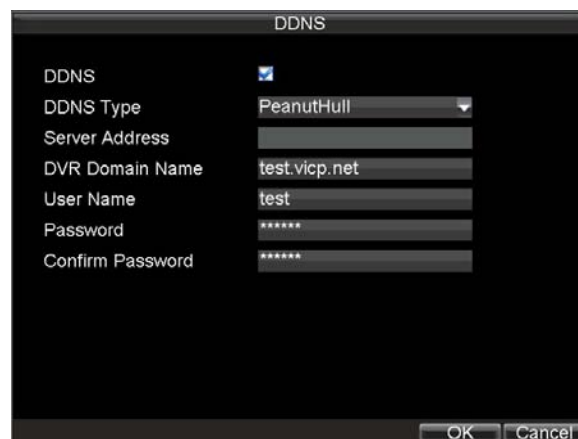 DDNS
DDNS
DDNS Type PeanutHull
Server Address
DVR Domain Name test.vicp.net
User Name test
Password ******
Confirm Password ******
OK Cancel